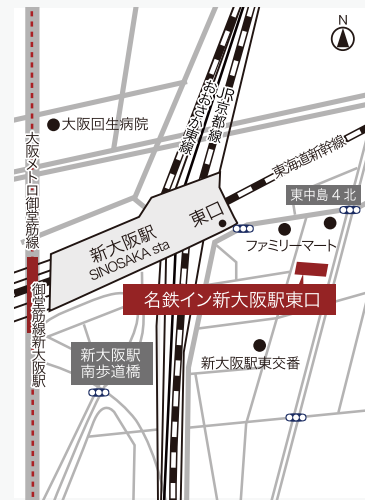 N
JR京都線
おおさか東線
大阪回生病院
東海道新幹線
大阪メトロ御堂筋線
東中島4北
東口
新大阪駅
SINOSAKA sta
ファミリーマート
御堂筋線新大阪駅
名鉄イン新大阪駅東口
新大阪駅
南歩道橋
新大阪駅東交番